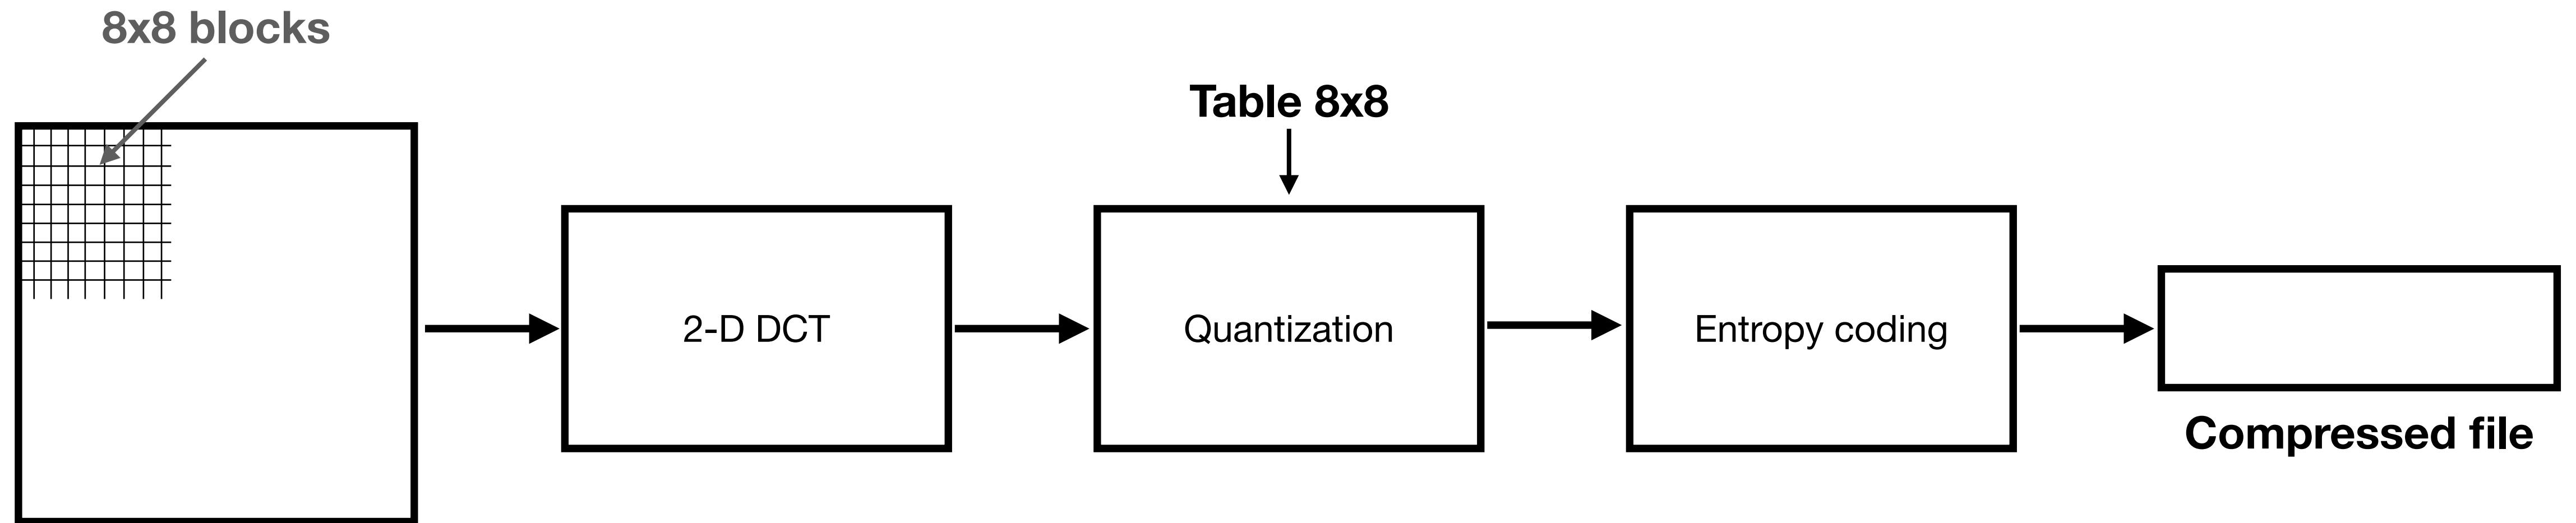 8x8 blocks
Table 8x8
2-D DCT
Quantization
Entropy coding
Compressed file